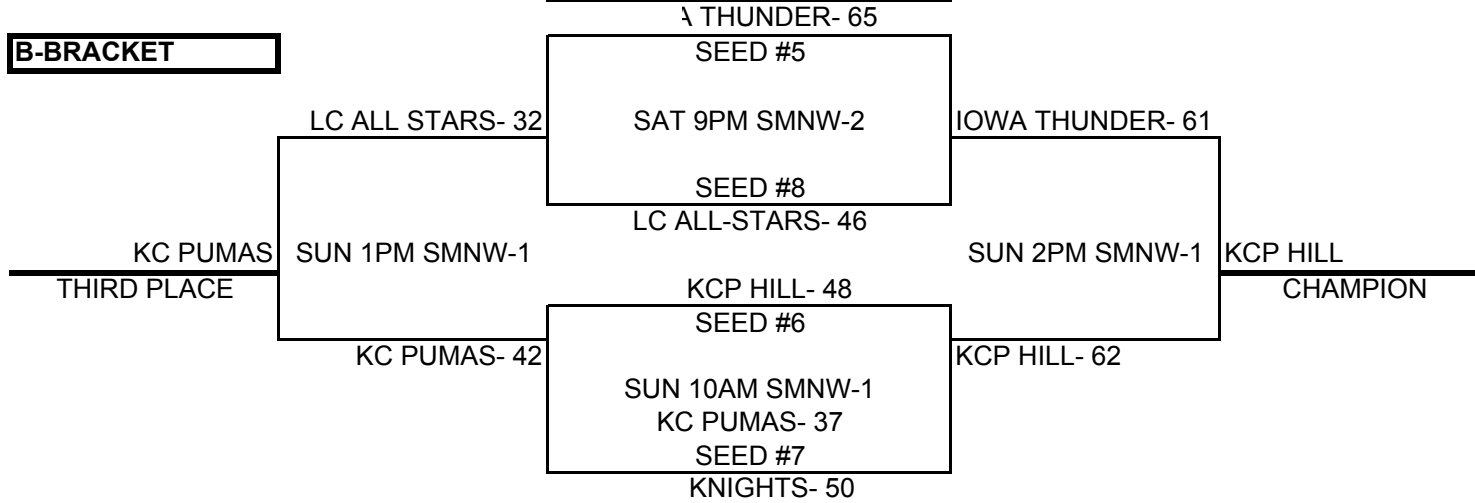 THUNDER- 65
B-BRACKET
SEED #5
LC ALL STARS- 32
SAT 9PM SMNW-2
IOWA THUNDER- 61
SEED #8
LC ALL-STARS- 46
KC PUMAS
SUN 1PM SMNW-1
SUN 2PM SMNW-1
KCP HILL
THIRD PLACE
KCP HILL- 48
CHAMPION
SEED #6
KC PUMAS- 42
KCP HILL- 62
SUN 10AM SMNW-1
KC PUMAS- 37
SEED #7
KNIGHTS- 50